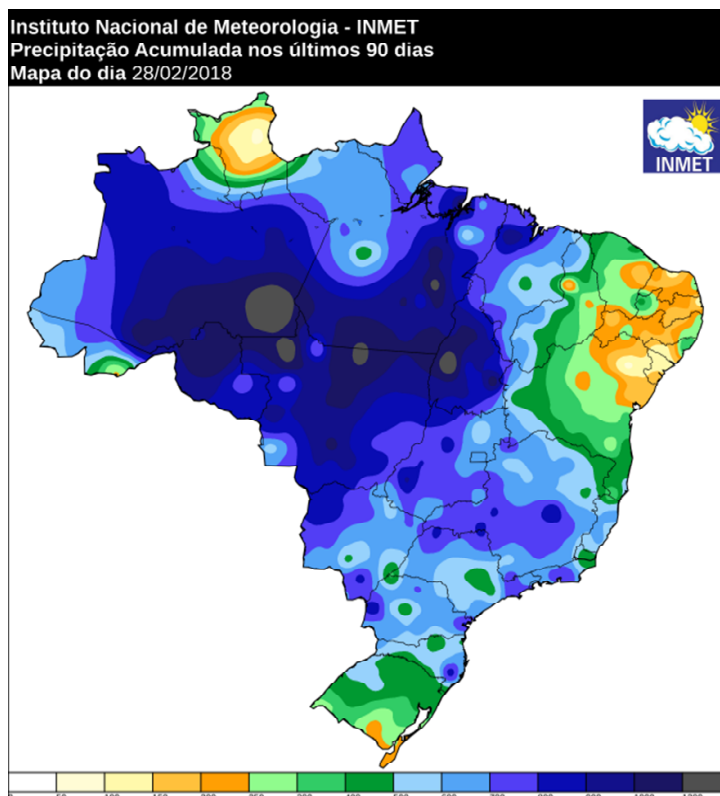 Instituto Nacional de Meteorologia - INMET
Precipitação Acumulada nos últimos 90 dias
Mapa do dia 28/02/2018
INMET